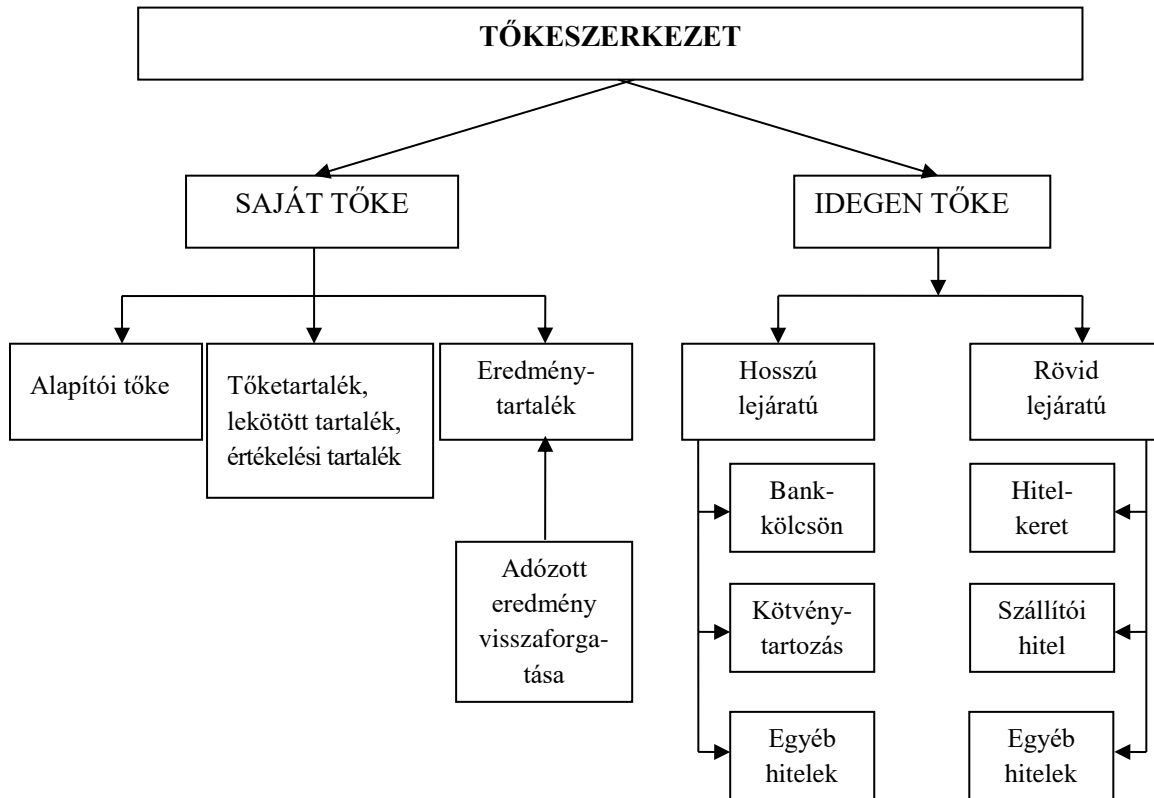 TŐKESZERKEZET
SAJÁT TŐKE
IDEGEN TŐKE
Alapítói tőke
Tőketartalék,
lekötött tartalék,
értékelési tartalék
Eredmény-
tartalék
Adózott
eredmény
visszaforga-
tása
Hosszú
lejáratú
Bank-
kölcsön
Kötvény-
tartozás
Egyéb
hitelek
Rövid
lejáratú
Hitel-
keret
Szállítói
hitel
Egyéb
hitelek